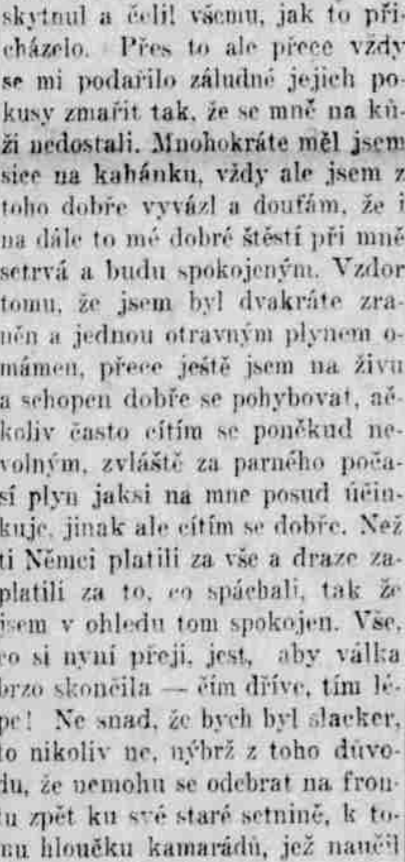 skytnul a čelil všemu, jak to při-
cházelo. Přes to ale přece vždy
se mi podařilo záludné jejich po-
kusy zmařit tak, že se mně na ků-
ži nedostali. Mnohokráte měl jsem
sice na kahánku, vždy ale jsem z
toho dobře vyvázl a doufám, že i
na dále to mé dobré štěstí při mně
setrvá a budu spokojeným. Vzdor
tomu, že jsem byl dvakráte zra-
něn a jednou otravným plynem o-
mámen, přece ještě jsem na živu
a schopen dobře se pohybovat, ač-
koliv často cítím se poněkud ne-
volným, zvláště za parného poča-
sí plyn jaksi na mne posud účin-
kuje, jinak ale cítím se dobře. Než
ti Němci platili za vše a draze za-
platili za to, co spáchali, tak že
jsem v ohledu tom spokojen. Vše,
co si nyní přeji, jest, aby válka
brzo skončila — čím dříve, tím lé-
pe! Ne snad, že bych byl slacker,
to nikoliv ne, nýbrž z toho důvo-
du, že nemohu se odebrat na fron-
tu zpět ku své staré setnině, k to-
mu hloučku kamarádů, jež naučil